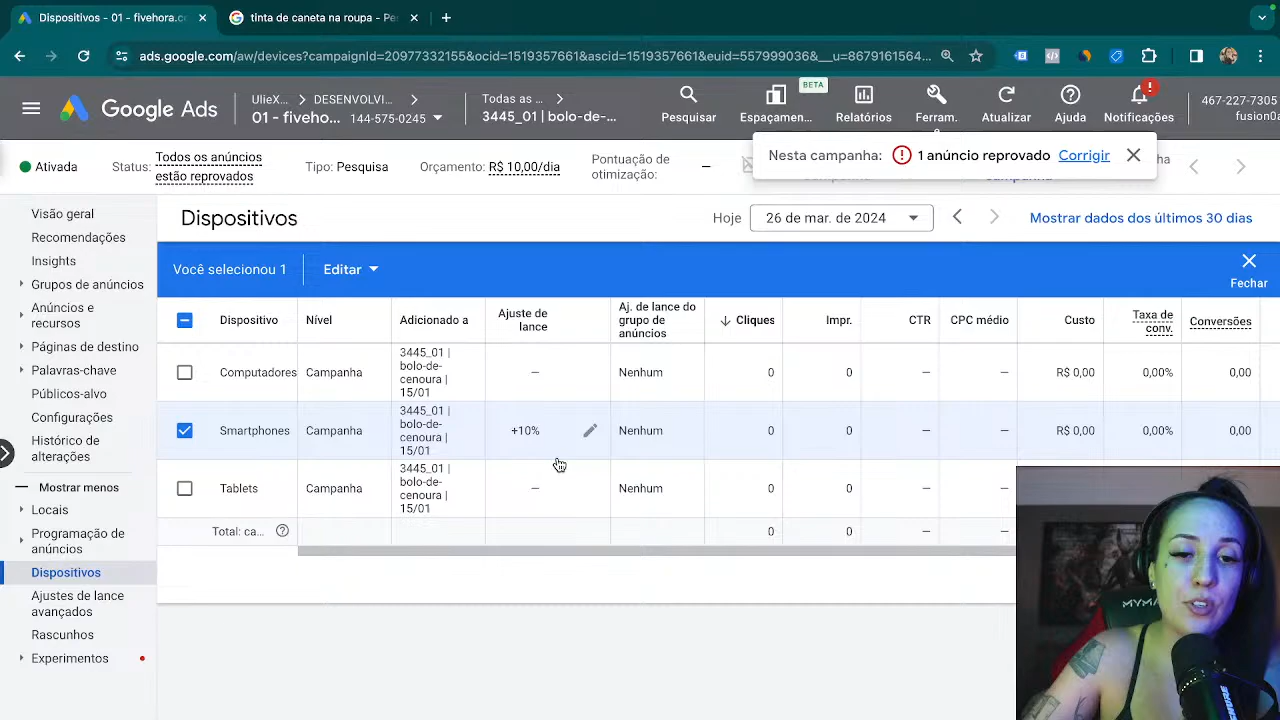 Dispositivos - 01 - fivehora.c
tinta de caneta na roupa - Pe
ads.google.com/aw/devices?campaignId=20977332155&ocid=1519357661&ascid=1519357661&euid=557999036&__u=8679161564...
Google Ads
UlieX...
DESENVOLVI...
01 - fiveho... 144-575-0245
Todas as ...
3445_01 | bolo-de-...
Pesquisar
BETA
Espaçamen...
Relatórios
Ferram.
Atualizar
Ajuda
Notificações
467-227-7305
fusion0a
Nesta campanha: 1 anúncio reprovado Corrigir
Ativada
Status: Todos os anúncios
estão reprovados
Tipo: Pesquisa
Orçamento: R$ 10,00/dia
Pontuação de
otimização: –
Visão geral
Recomendações
Insights
Grupos de anúncios
Anúncios e
recursos
Páginas de destino
Palavras-chave
Públicos-alvo
Configurações
Histórico de
alterações
Mostrar menos
Locais
Programação de
anúncios
Dispositivos
Ajustes de lance
avançados
Rascunhos
Experimentos
Dispositivos
Hoje 26 de mar. de 2024
Mostrar dados dos últimos 30 dias
Você selecionou 1
Editar
Fechar
Dispositivo
Nível
Adicionado a
Ajuste de
lance
Aj. de lance do
grupo de
anúncios
Cliques
Impr.
CTR
CPC médio
Custo
Taxa de
conv.
Conversões
Computadores Campanha
3445_01 |
bolo-de-
cenoura |
15/01
– Nenhum 0 0 – – R$ 0,00 0,00% 0,00
Smartphones Campanha
3445_01 |
bolo-de-
cenoura |
15/01
+10% Nenhum 0 0 – – R$ 0,00 0,00% 0,00
Tablets Campanha
3445_01 |
bolo-de-
cenoura |
15/01
– Nenhum 0 0 –
Total: ca... 0 0 – –